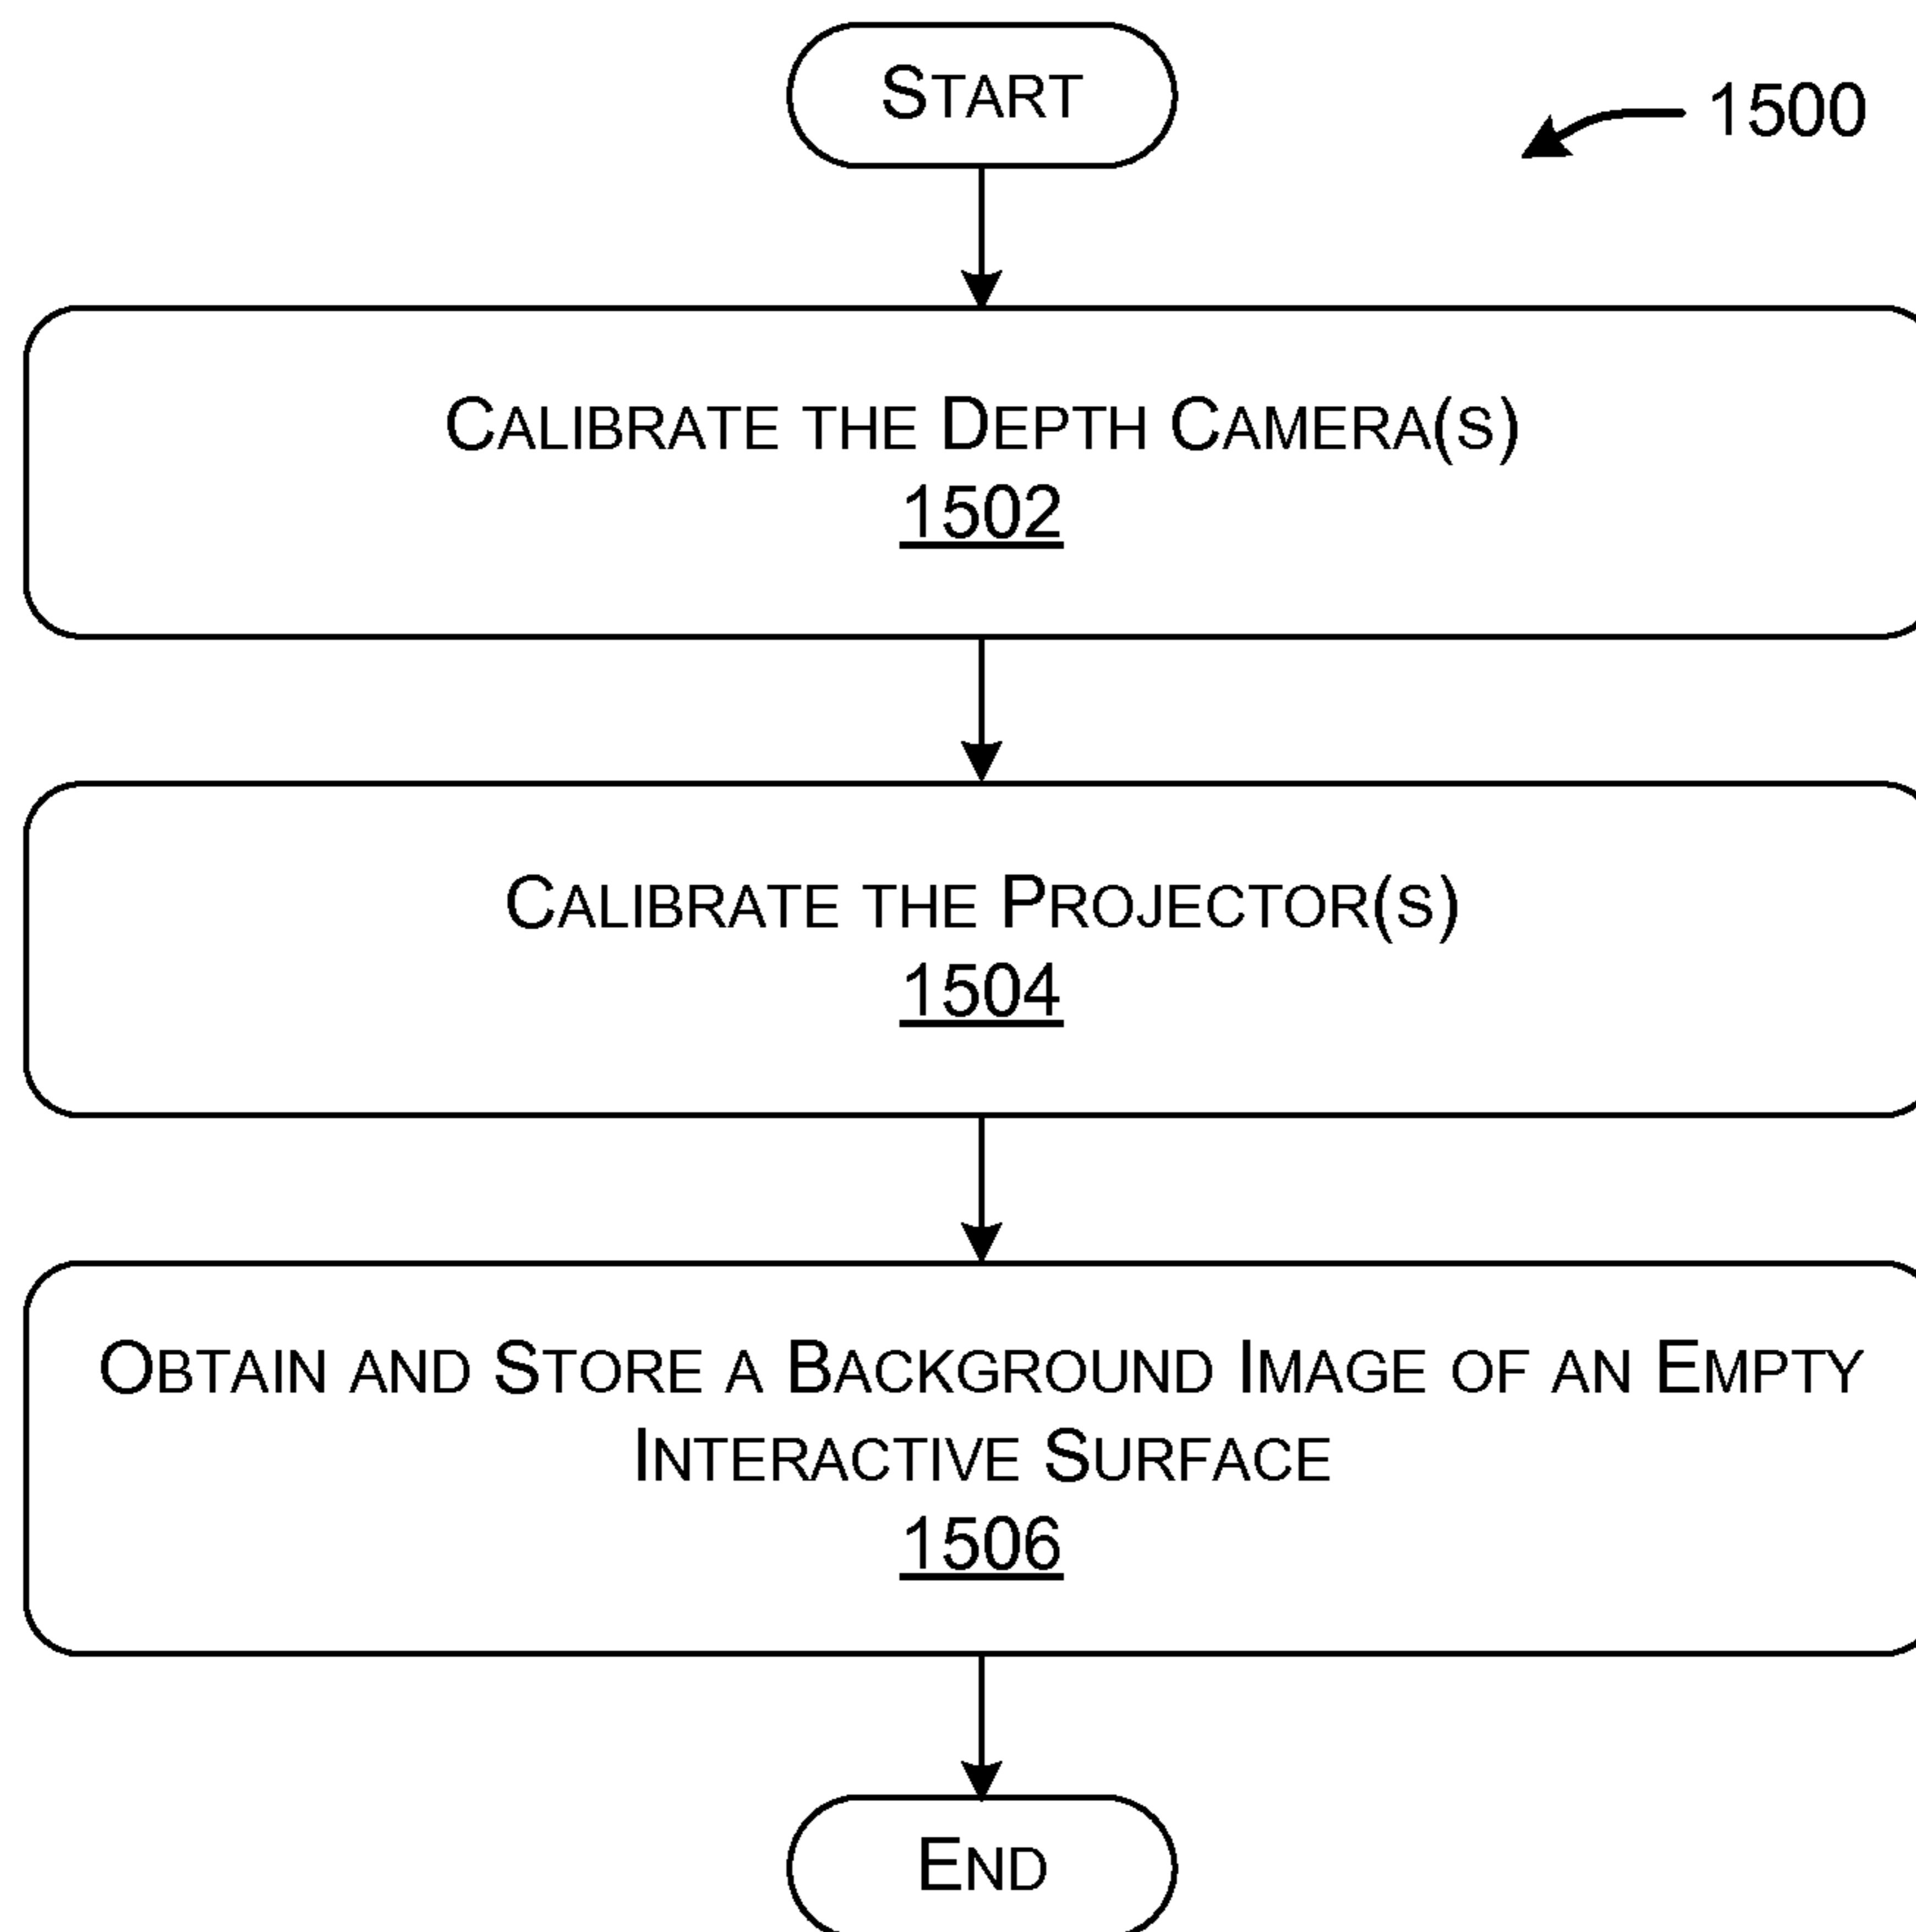 START
1500
CALIBRATE THE DEPTH CAMERA(S)
1502
CALIBRATE THE PROJECTOR(S)
1504
OBTAIN AND STORE A BACKGROUND IMAGE OF AN EMPTY
INTERACTIVE SURFACE
1506
END